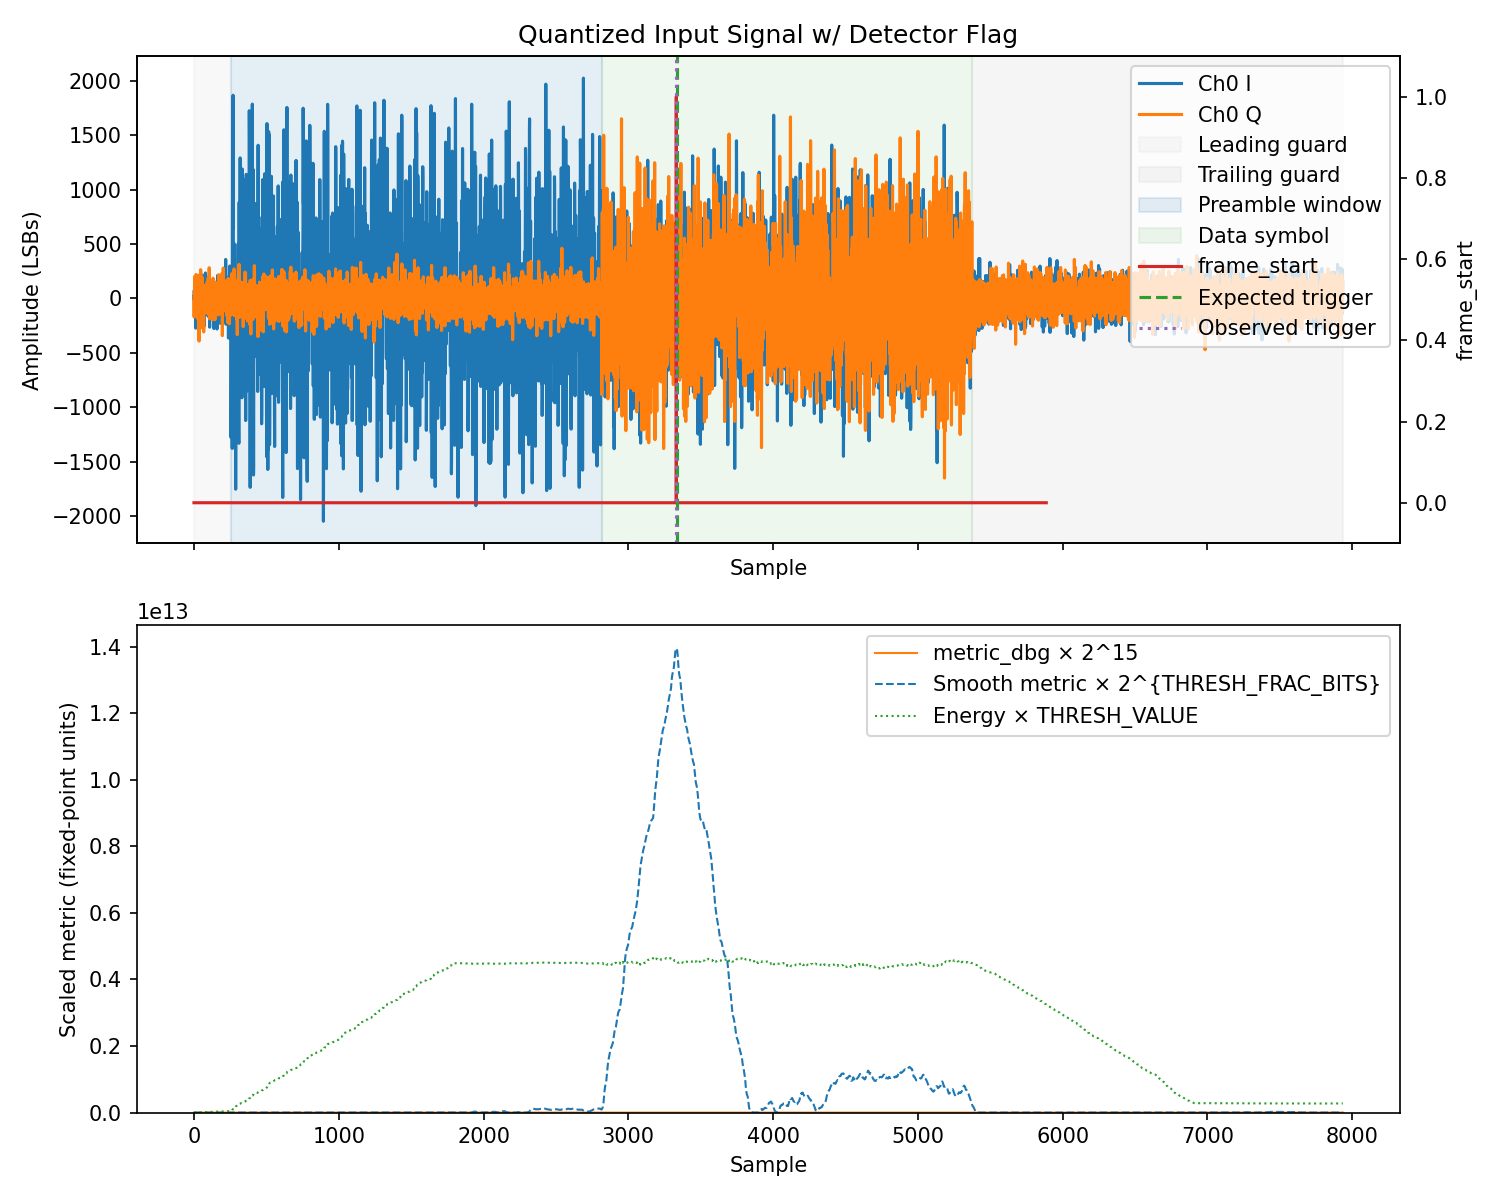 Quantized Input Signal w/ Detector Flag
Amplitude (LSBs)
2000
1500
1000
500
0
−500
−1000
−1500
−2000
Ch0 I
Ch0 Q
Leading guard
Trailing guard
Preamble window
Data symbol
frame_start
Expected trigger
Observed trigger
1.0
0.8
0.6
0.4
0.2
0.0
frame_start
Sample
1e13
Scaled metric (fixed-point units)
1.4
1.2
1.0
0.8
0.6
0.4
0.2
0.0
metric_dbg × 2^15
Smooth metric × 2^{THRESH_FRAC_BITS}
Energy × THRESH_VALUE
0 1000 2000 3000 4000 5000 6000 7000 8000
Sample